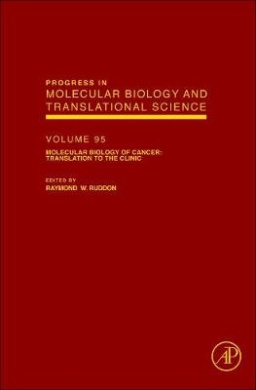 PROGRESS IN
MOLECULAR BIOLOGY AND
TRANSLATIONAL SCIENCE
VOLUME 95
MOLECULAR BIOLOGY OF CANCER:
TRANSLATION TO THE CLINIC
EDITED BY
RAYMOND W. RUDDON
AP